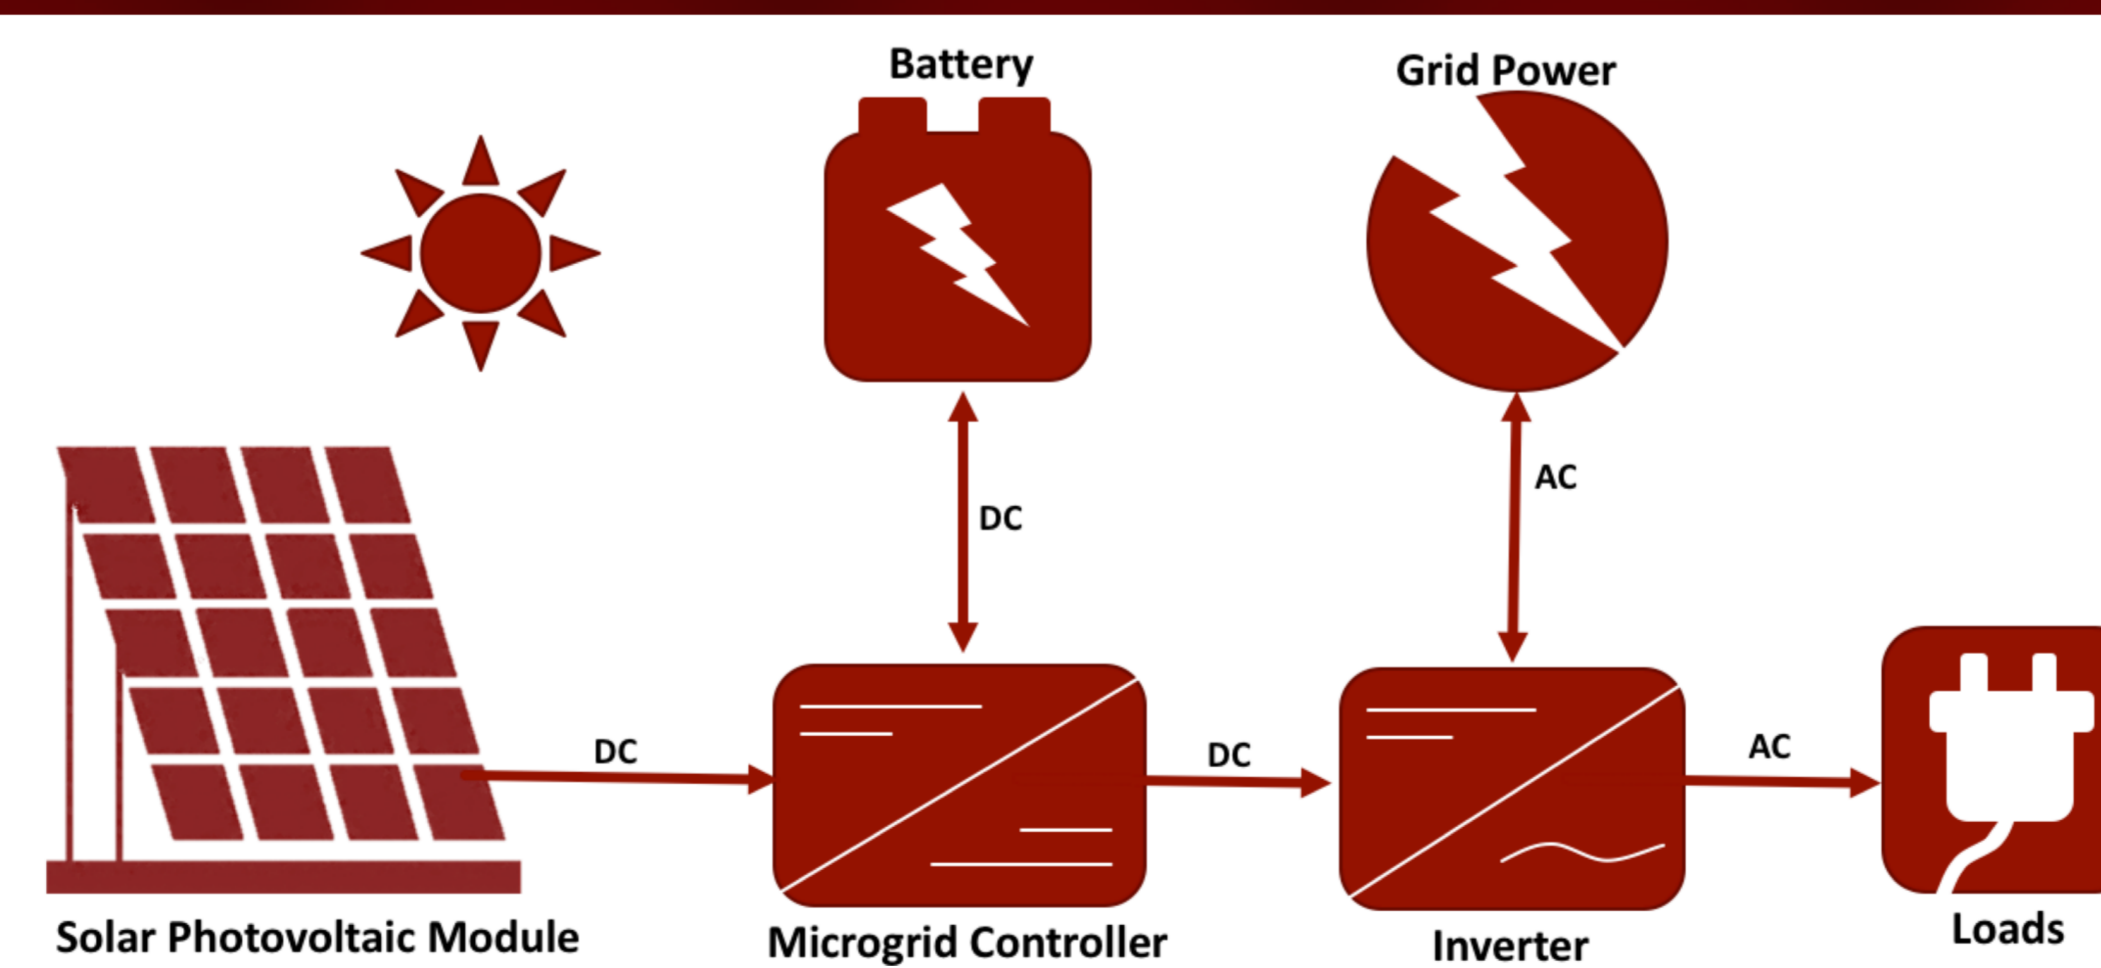 Battery
Grid Power
AC
DC
DC
DC
AC
Solar Photovoltaic Module
Microgrid Controller
Inverter
Loads